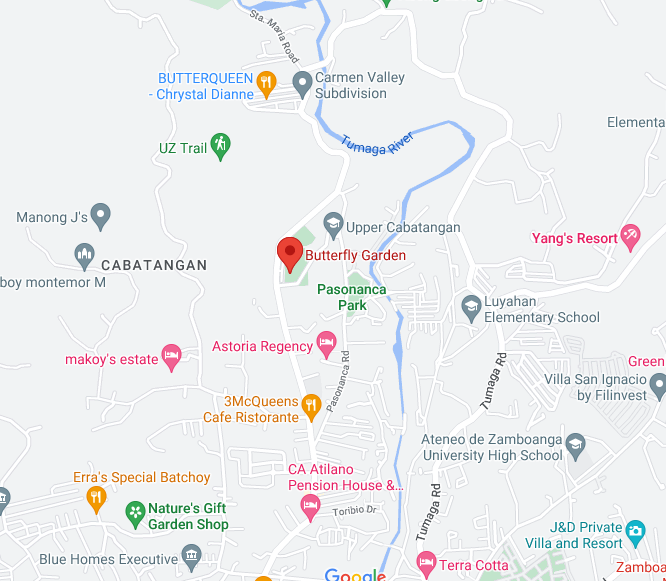 Sta. Maria Road
BUTTERQUEEN
- Chrystal Dianne
Carmen Valley
Subdivision
Elementa
Tumaga River
UZ Trail
Manong J's
Upper Cabatangan
Yang's Resort
Butterfly Garden
CABATANGAN
boy montemor M
Pasonanca
Park
Luyahan
Elementary School
Astoria Regency
makoy's estate
Green
Tumaga Rd
Villa San Ignacio
by Filinvest
Pasonanca Rd
3McQueens
Cafe Ristorante
Ateneo de Zamboanga
University High School
CA Atilano
Pension House &...
Erra's Special Batchoy
Nature's Gift
Garden Shop
Toribio Dr
Tumaga Rd
J&D Private
Villa and Resort
Blue Homes Executive
Terra Cotta
Zamboa
Google